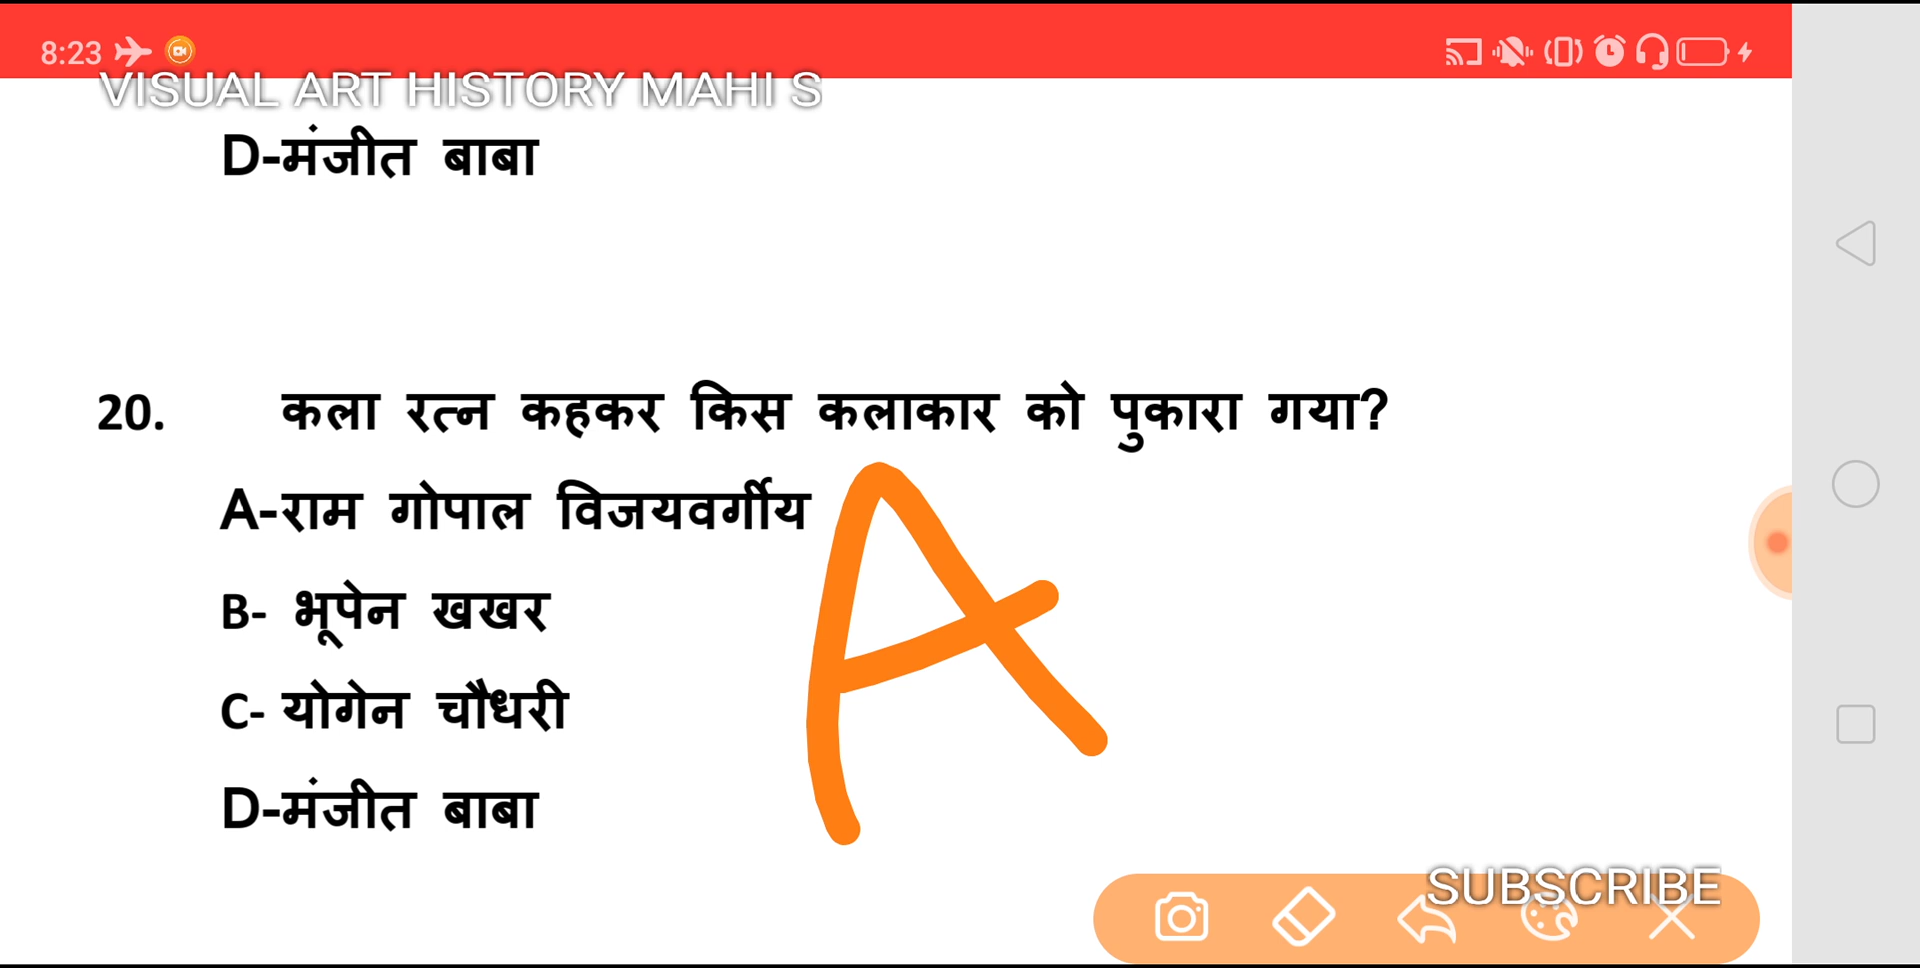 8:23
VISUAL ART HISTORY MAHI S
D-मंजीत बाबा
20. कला रत्न कहकर किस कलाकार को पुकारा गया?
A-राम गोपाल विजयवर्गीय
B- भूपेन खखर
C- योगेन चौधरी
D-मंजीत बाबा
A
SUBSCRIBE